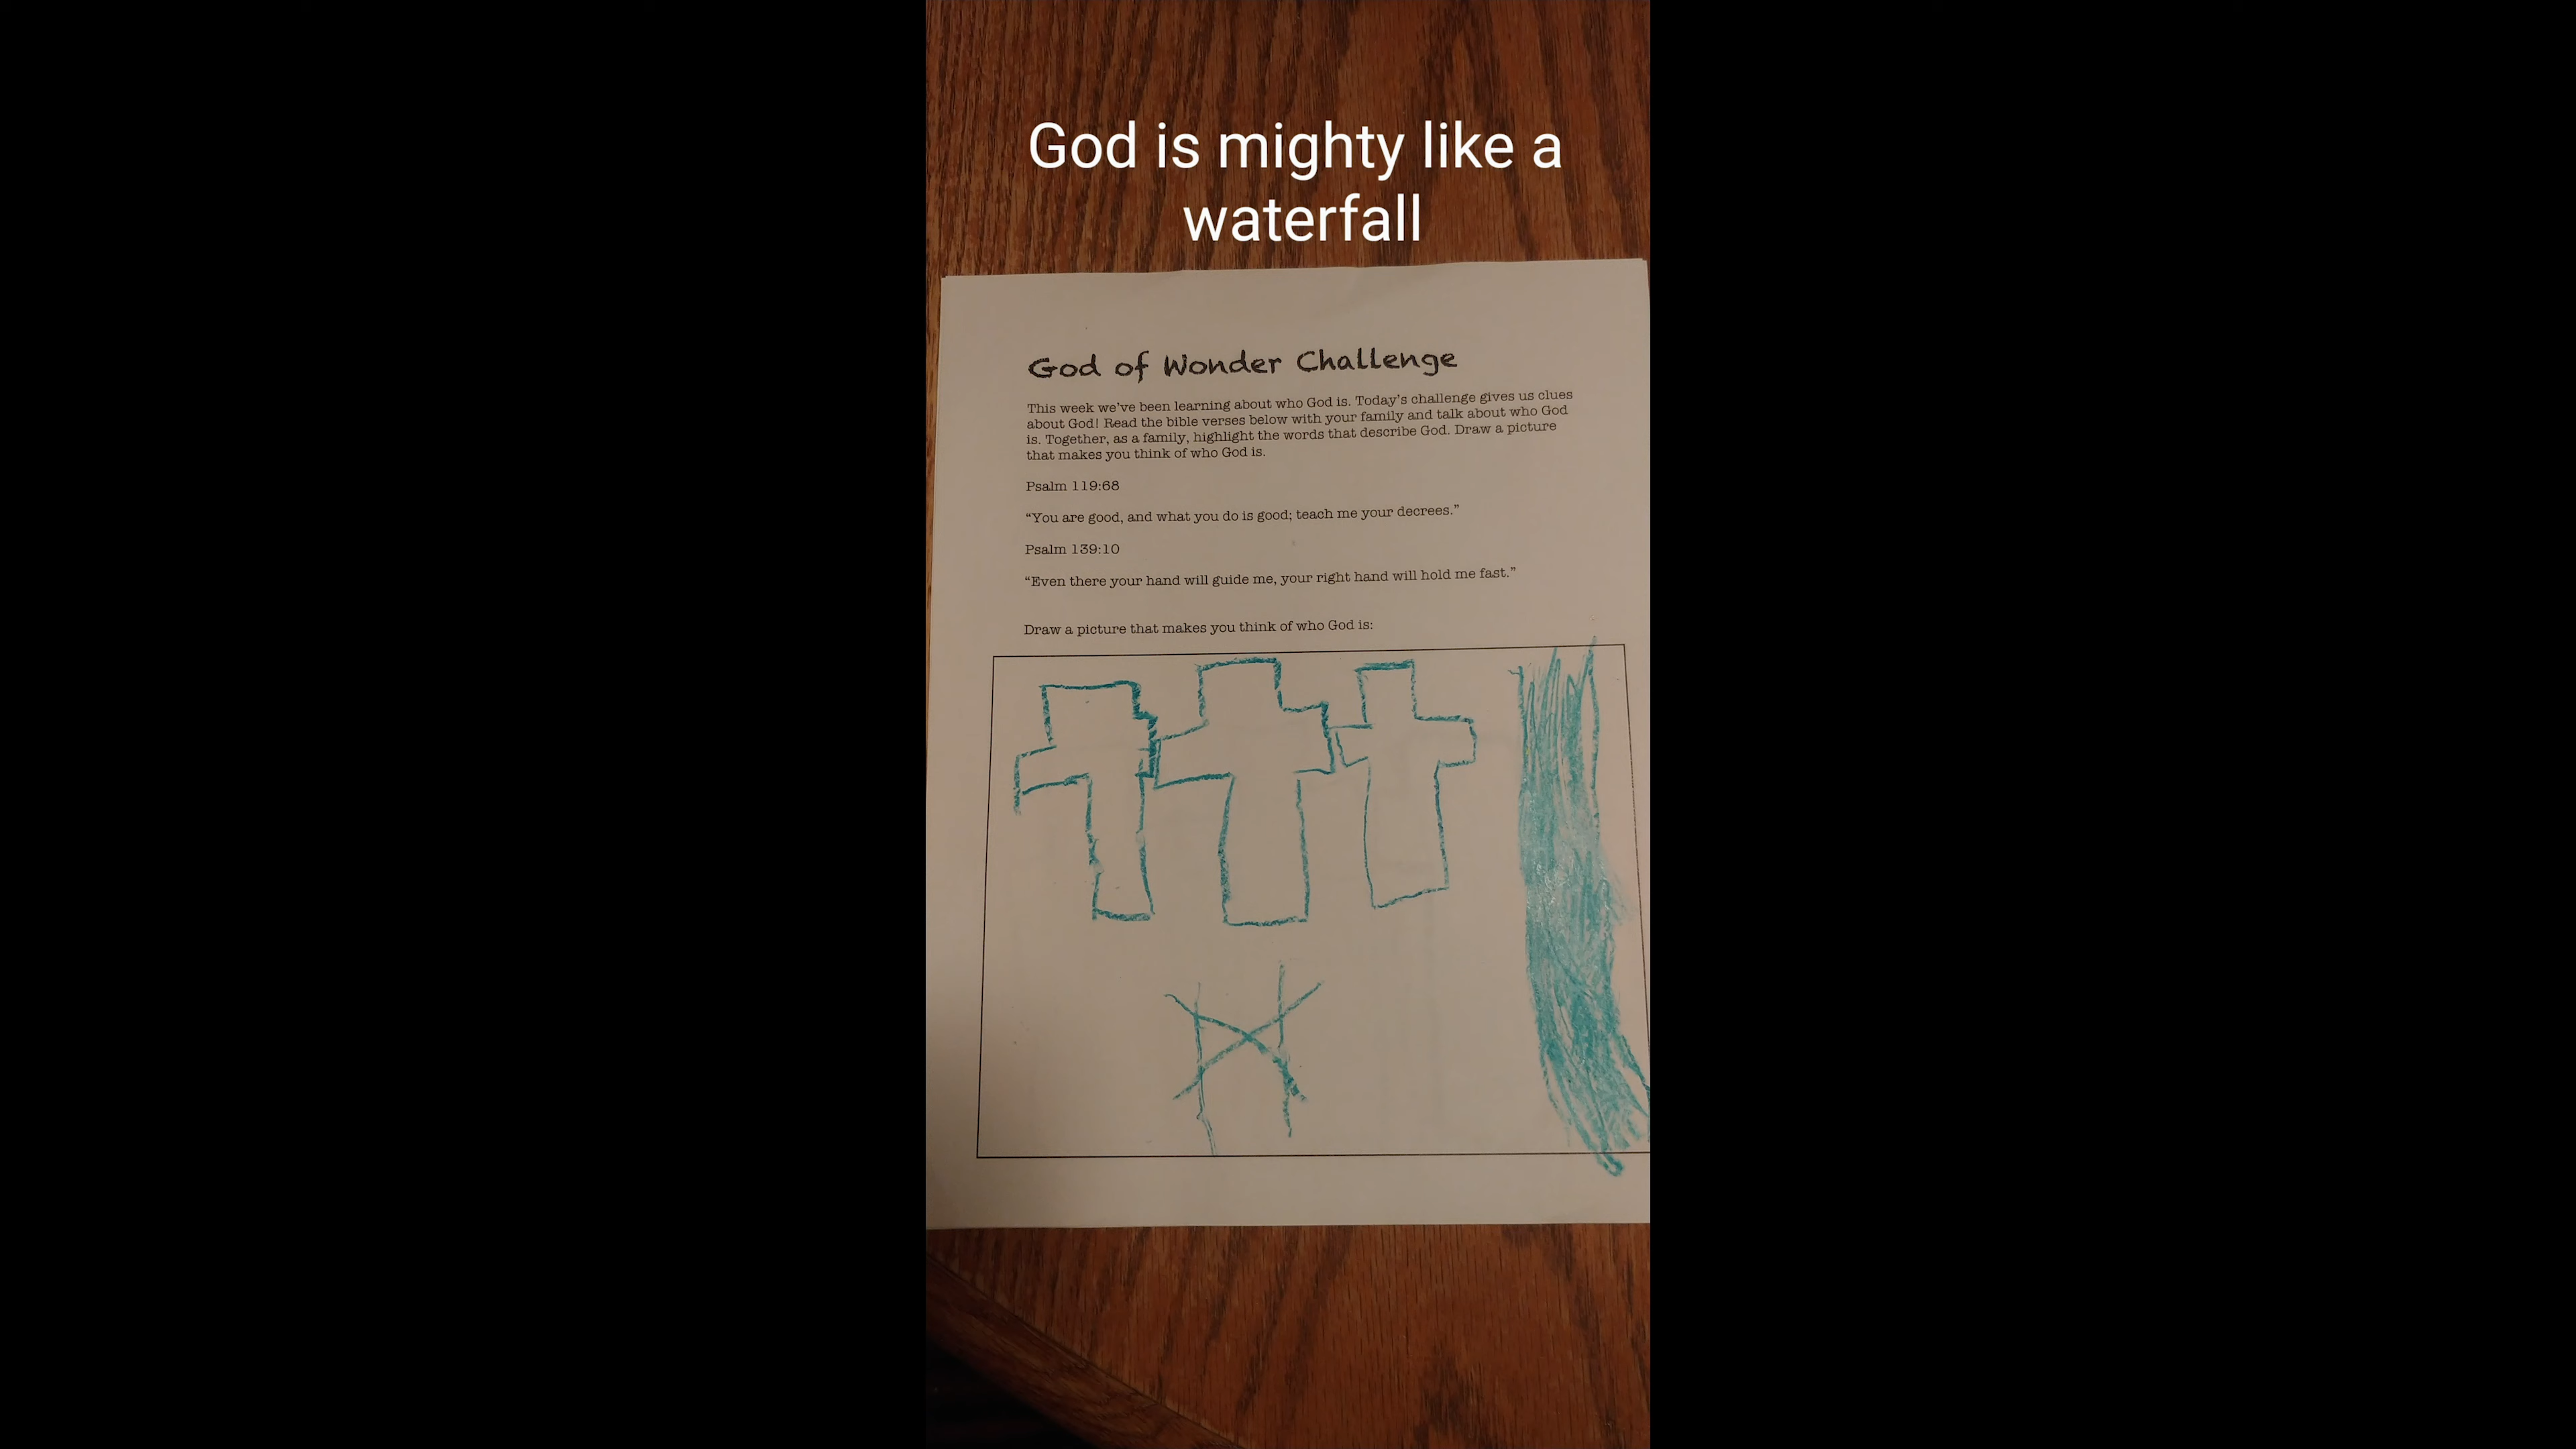 God is mighty like a
waterfall
God of Wonder Challenge
This week we've been learning about who God is. Today's challenge gives us clues
about God! Read the bible verses below with your family and talk about who God
is. Together, as a family, highlight the words that describe God. Draw a picture
that makes you think of who God is.
Psalm 119:68
“You are good, and what you do is good; teach me your decrees.”
Psalm 139:10
“Even there your hand will guide me, your right hand will hold me fast.”
Draw a picture that makes you think of who God is: